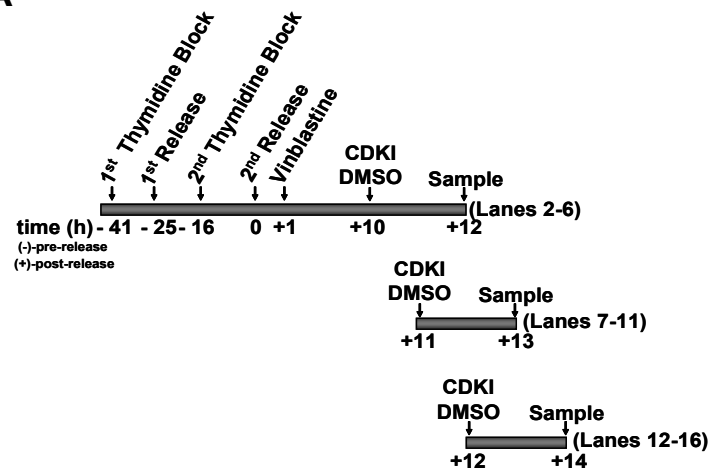 1st Thymidine Block
1st Release
2nd Thymidine Block
2nd Release
Vinblastine
CDKI
DMSO
Sample
(Lanes 2-6)
time (h) - 41 - 25 - 16 0 +1 +10 +12
(-)-pre-release
(+)-post-release
CDKI
DMSO
Sample
(Lanes 7-11)
+11 +13
CDKI
DMSO
Sample
(Lanes 12-16)
+12 +14